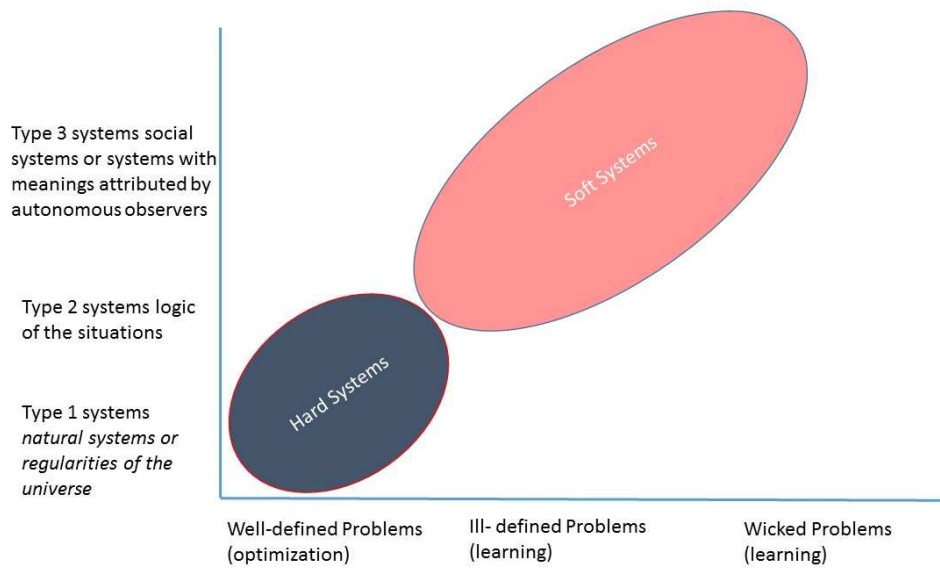 Type 3 systems social
systems or systems with
meanings attributed by
autonomous observers
Soft Systems
Type 2 systems logic
of the situations
Hard Systems
Type 1 systems
natural systems or
regularities of the
universe
Well-defined Problems
(optimization)
Ill- defined Problems
(learning)
Wicked Problems
(learning)